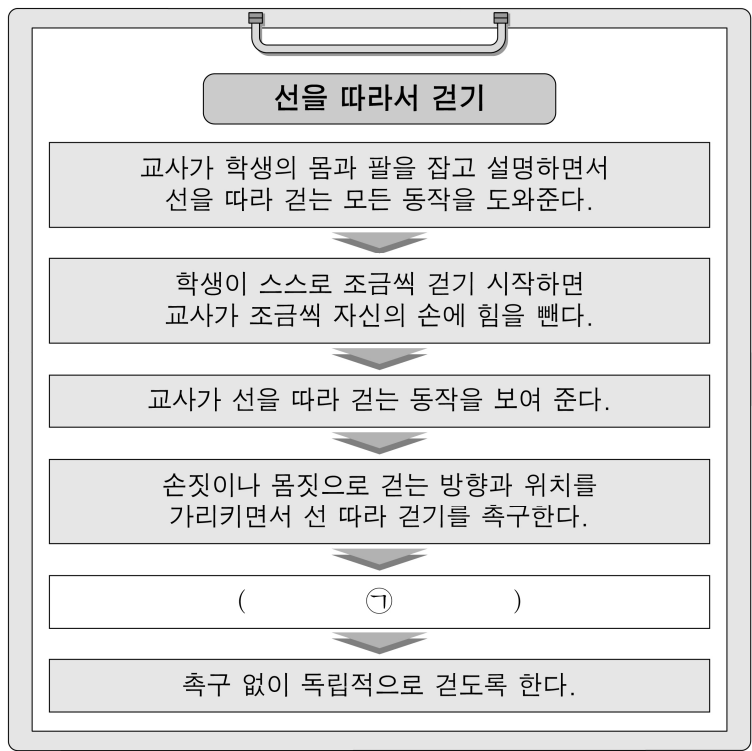 선을 따라서 걷기
교사가 학생의 몸과 팔을 잡고 설명하면서
선을 따라 걷는 모든 동작을 도와준다.
학생이 스스로 조금씩 걷기 시작하면
교사가 조금씩 자신의 손에 힘을 뺀다.
교사가 선을 따라 걷는 동작을 보여 준다.
손짓이나 몸짓으로 걷는 방향과 위치를
가리키면서 선 따라 걷기를 촉구한다.
( ㉠ )
촉구 없이 독립적으로 걷도록 한다.